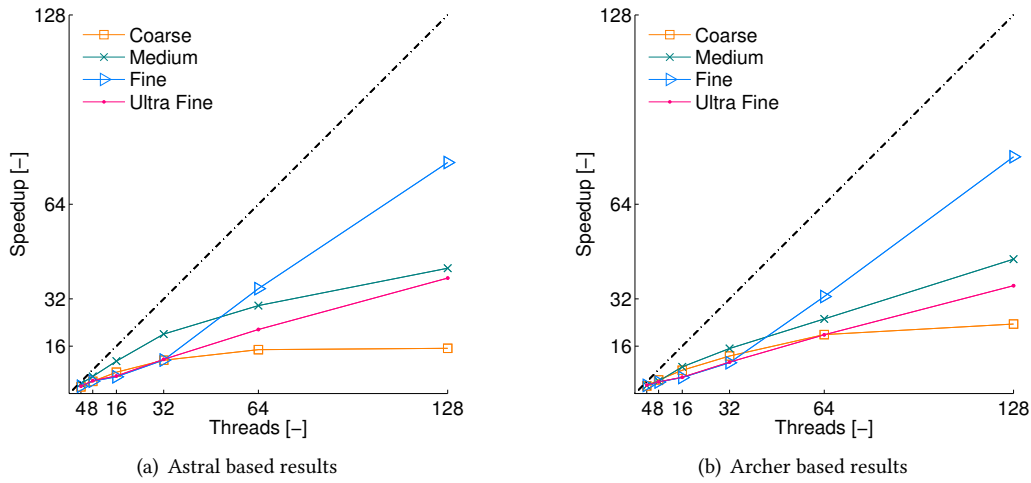 128
64
32
16
Speedup [−]
Coarse
Medium
Fine
Ultra Fine
4 8 16 32 64 128
Threads [−]
(a) Astral based results
128
64
32
16
Speedup [−]
Coarse
Medium
Fine
Ultra Fine
4 8 16 32 64 128
Threads [−]
(b) Archer based results